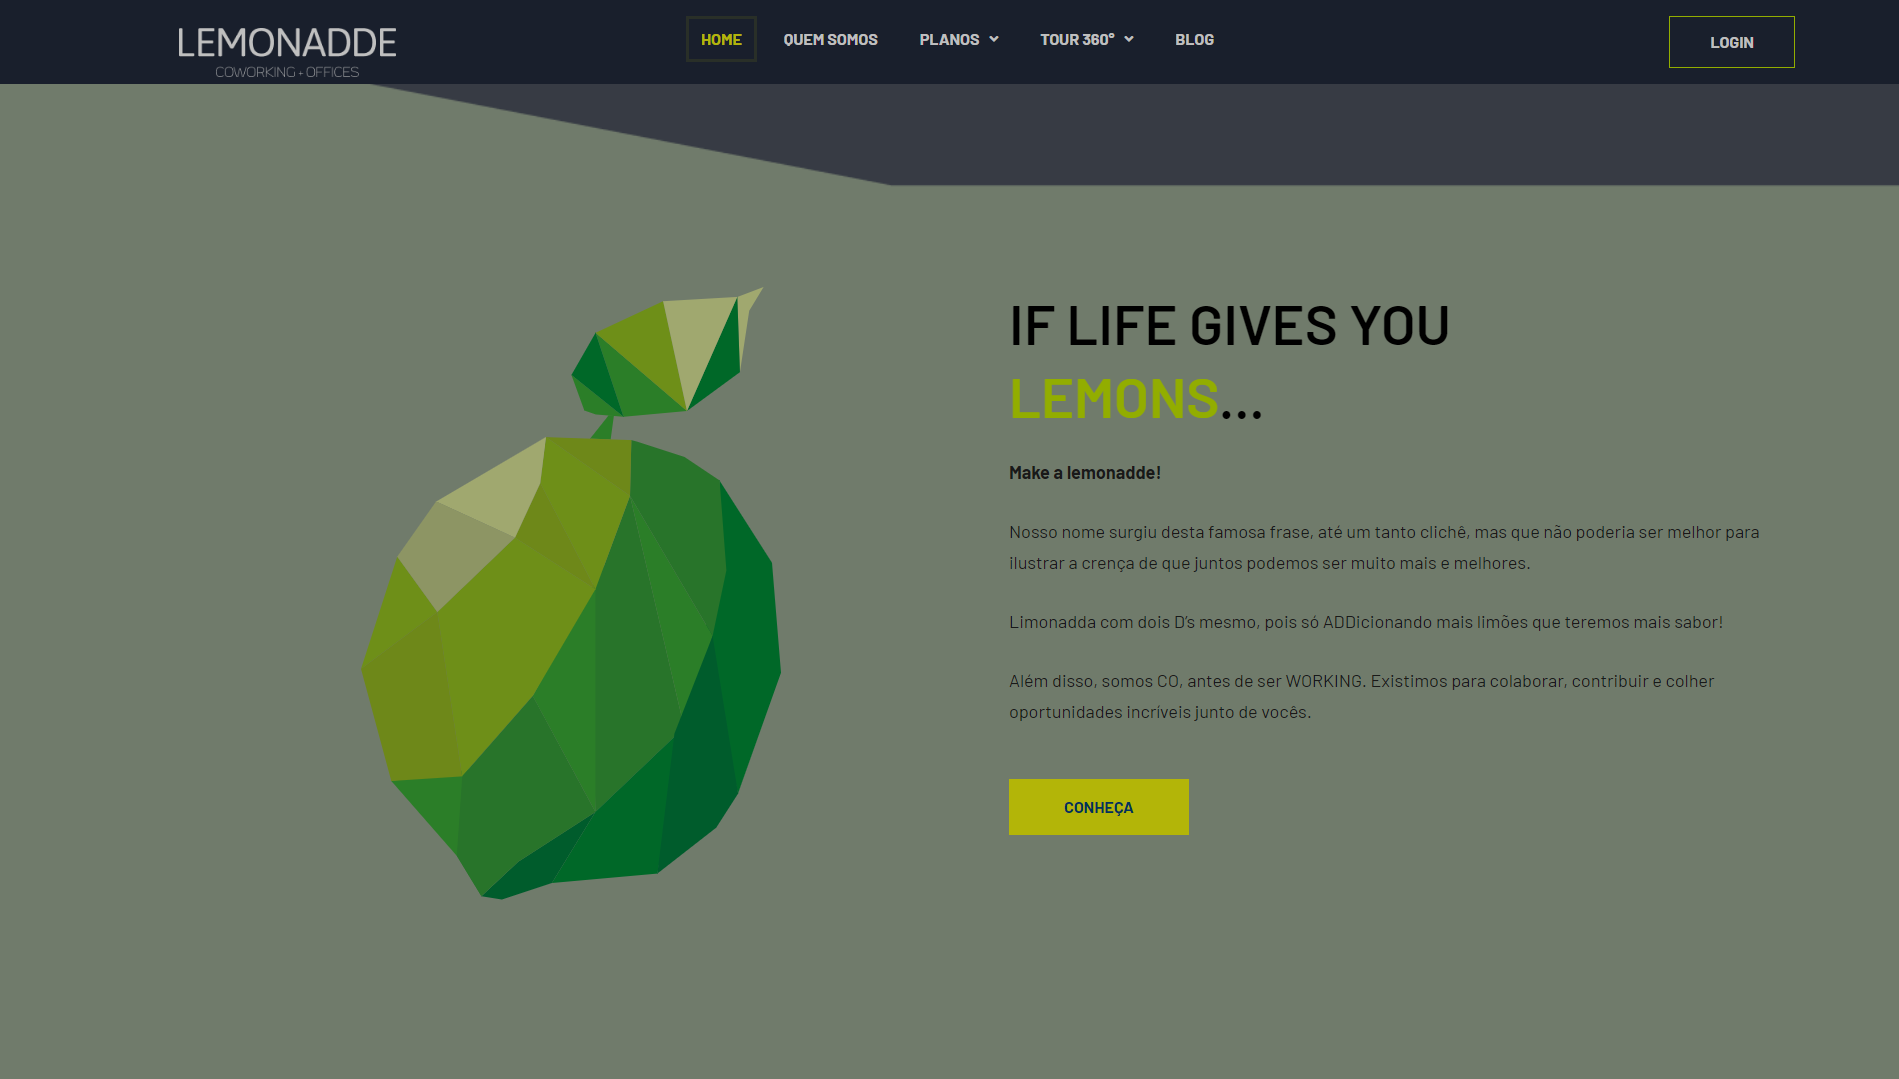 LEMONADDE
COWORKING + OFFICES
HOME QUEM SOMOS PLANOS TOUR 360° BLOG
LOGIN
IF LIFE GIVES YOU
LEMONS...
Make a lemonadde!
Nosso nome surgiu desta famosa frase, até um tanto clichê, mas que não poderia ser melhor para
ilustrar a crença de que juntos podemos ser muito mais e melhores.
Limonadda com dois D's mesmo, pois só ADDicionando mais limões que teremos mais sabor!
Além disso, somos CO, antes de ser WORKING. Existimos para colaborar, contribuir e colher
oportunidades incríveis junto de vocês.
CONHEÇA